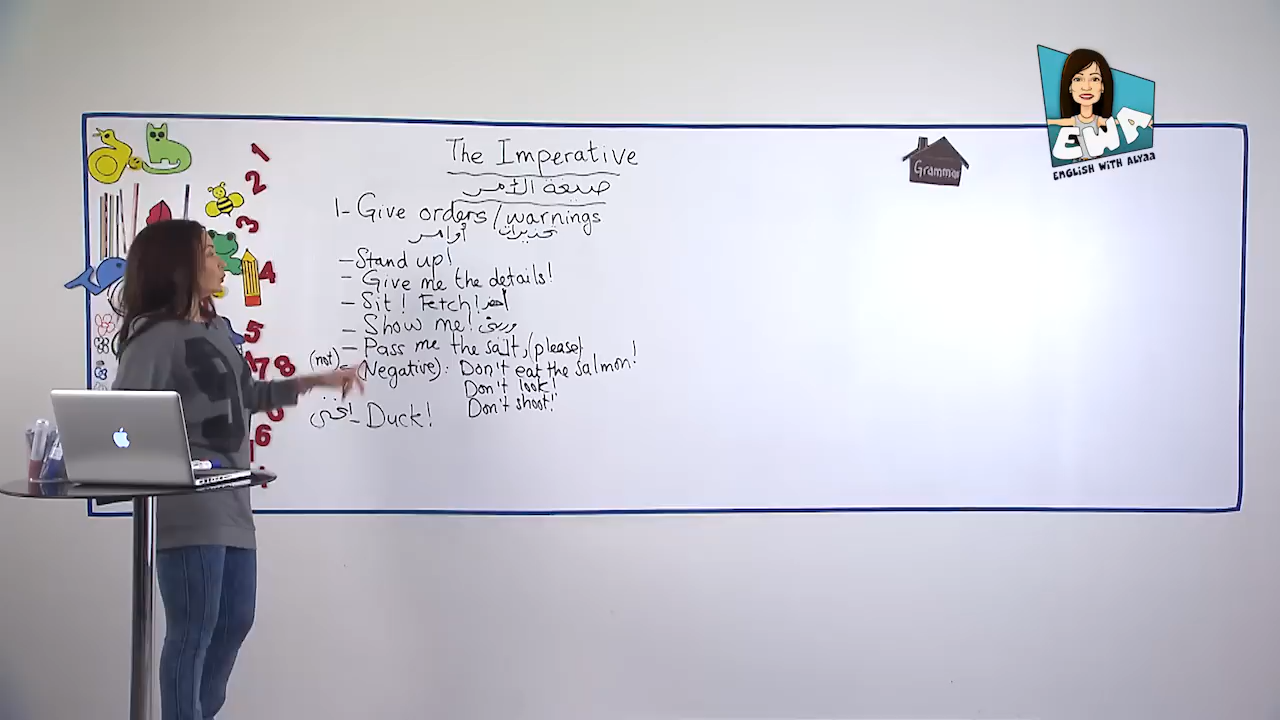 The Imperative
صيغة الأمر
1- Give orders/warnings
أوامر تحذيرات
- Stand up!
- Give me the details!
- Sit! Fetch! أحضر
- Show me! وريني
- Pass me the salt, (please) !
(not) - (Negative): Don't eat the salmon!
Don't look!
Don't shoot!
- Duck!
Grammar
EWA
ENGLISH WITH ALYAA
1
2
3
4
5
7 8
6